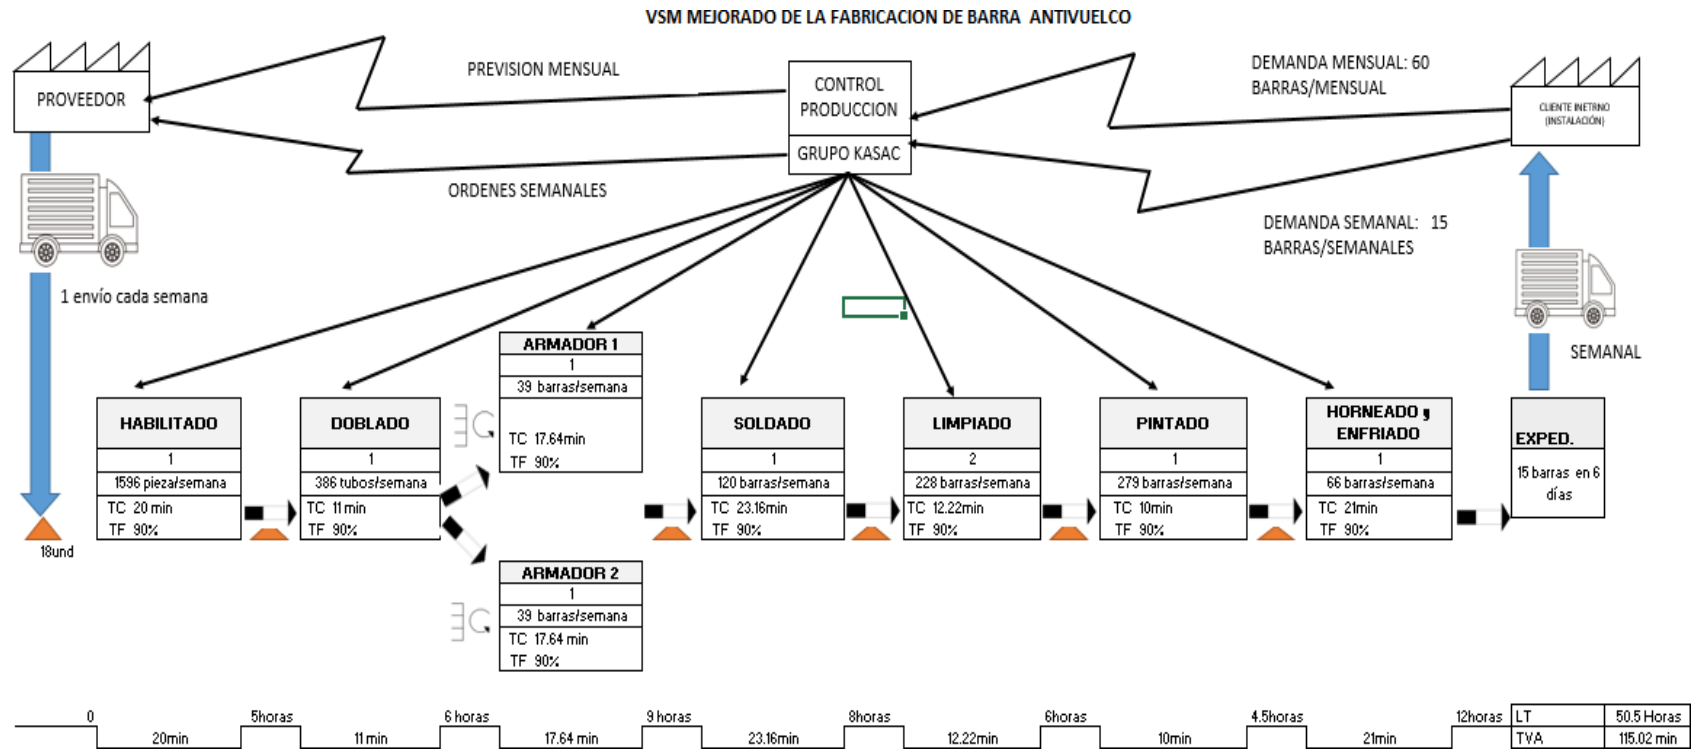 VSM MEJORADO DE LA FABRICACION DE BARRA ANTIVUELCO
PROVEEDOR
PREVISION MENSUAL
CONTROL
PRODUCCION
GRUPO KASAC
DEMANDA MENSUAL: 60
BARRAS/MENSUAL
CLIENTE INETRNO
(INSTALACIÓN)
ORDENES SEMANALES
DEMANDA SEMANAL: 15
BARRAS/SEMANALES
1 envío cada semana
SEMANAL
18und
HABILITADO
1
1596 pieza/semana
TC 20 min
TF 90%
DOBLADO
1
386 tubos/semana
TC 11 min
TF 90%
ARMADOR 1
1
39 barras/semana
TC 17.64min
TF 90%
ARMADOR 2
1
39 barras/semana
TC 17.64 min
TF 90%
SOLDADO
1
120 barras/semana
TC 23.16min
TF 90%
LIMPIADO
2
228 barras/semana
TC 12.22min
TF 90%
PINTADO
1
279 barras/semana
TC 10min
TF 90%
HORNEADO y
ENFRIADO
1
66 barras/semana
TC 21min
TF 90%
EXPED.
15 barras en 6
días
0 5horas 6 horas 9 horas 8horas 6horas 4.5horas 12horas LT 50.5 Horas
20min 11 min 17.64 min 23.16min 12.22min 10min 21min TVA 115.02 min